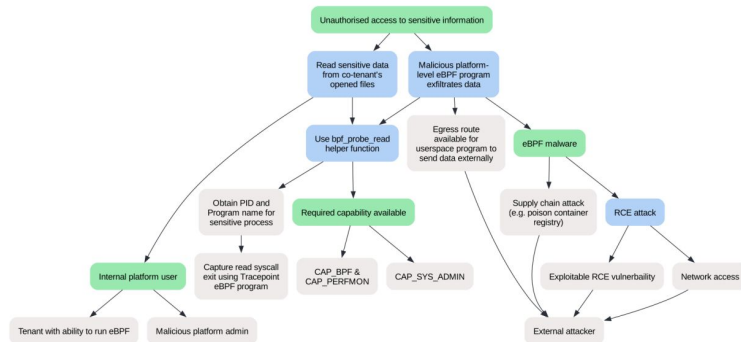 Unauthorised access to sensitive information
Read sensitive data
from co-tenant's
opened files
Malicious platform-
level eBPF program
exfiltrates data
Use bpf_probe_read
helper function
Egress route
available for
userspace program to
send data externally
eBPF malware
Obtain PID and
Program name for
sensitive process
Required capability available
Supply chain attack
(e.g. poison container
registry)
RCE attack
Internal platform user
Capture read syscall
exit using Tracepoint
eBPF program
CAP_BPF &
CAP_PERFMON
CAP_SYS_ADMIN
Exploitable RCE vulnerbaility
Network access
Tenant with ability to run eBPF
Malicious platform admin
External attacker